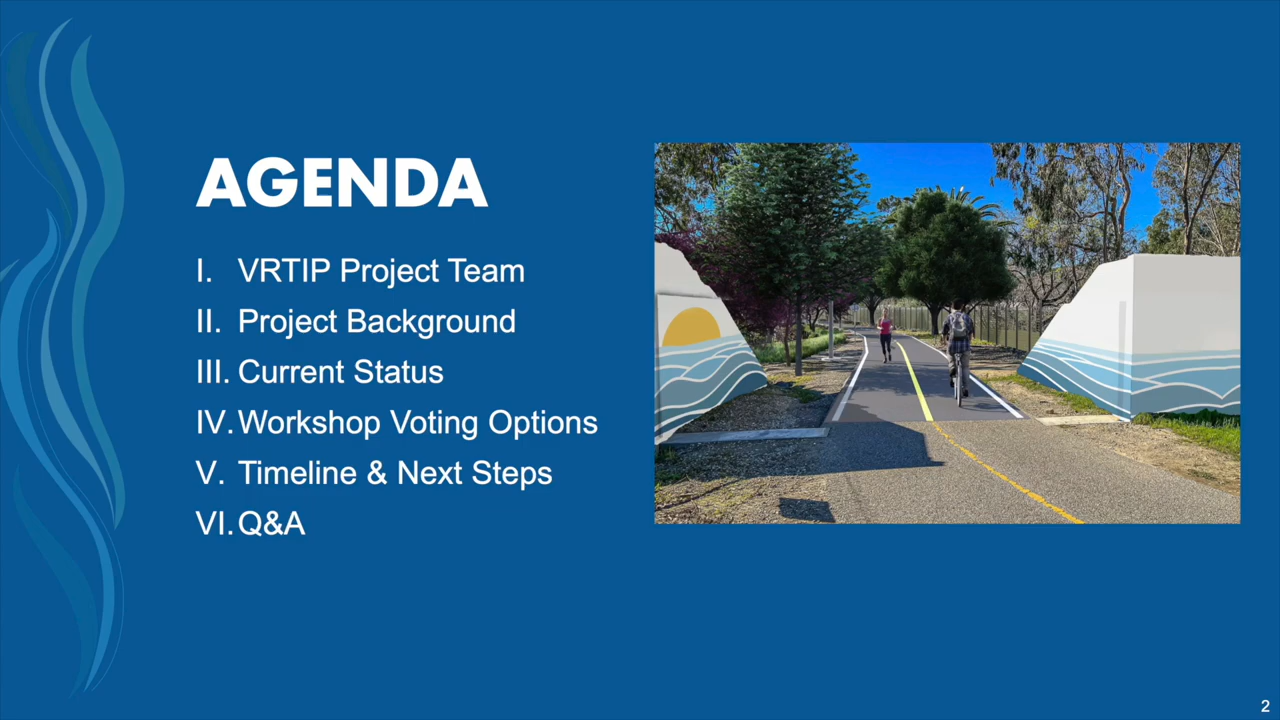 AGENDA
I. VRTIP Project Team
II. Project Background
III. Current Status
IV. Workshop Voting Options
V. Timeline & Next Steps
VI. Q&A
2